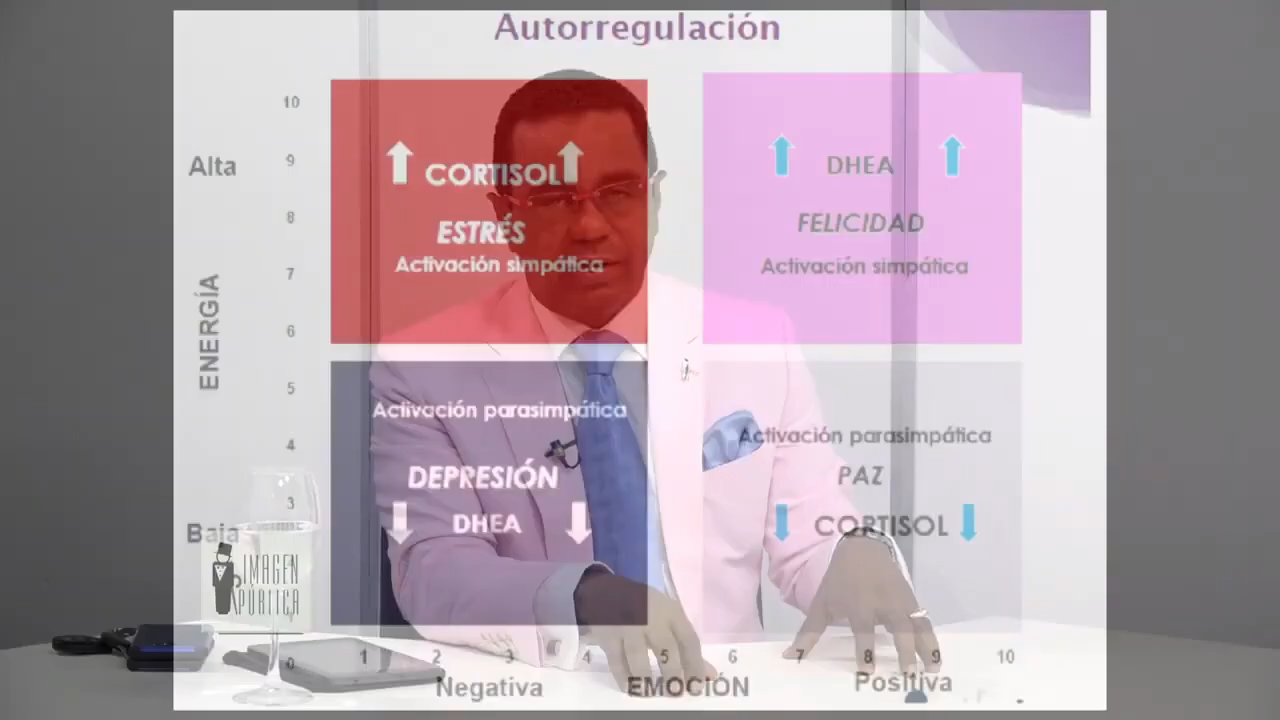 Autorregulación
10
Alta
9
8
7
6
5
4
3
0
ENERGÍA
Baja
CORTISOL
ESTRÉS
Activación simpática
DHEA
FELICIDAD
Activación simpática
Activación parasimpática
DEPRESIÓN
DHEA
Activación parasimpática
PAZ
CORTISOL
IMAGEN
PÚBLICA
1 2 3 4 5 6 7 8 9 10
Negativa EMOCIÓN Positiva